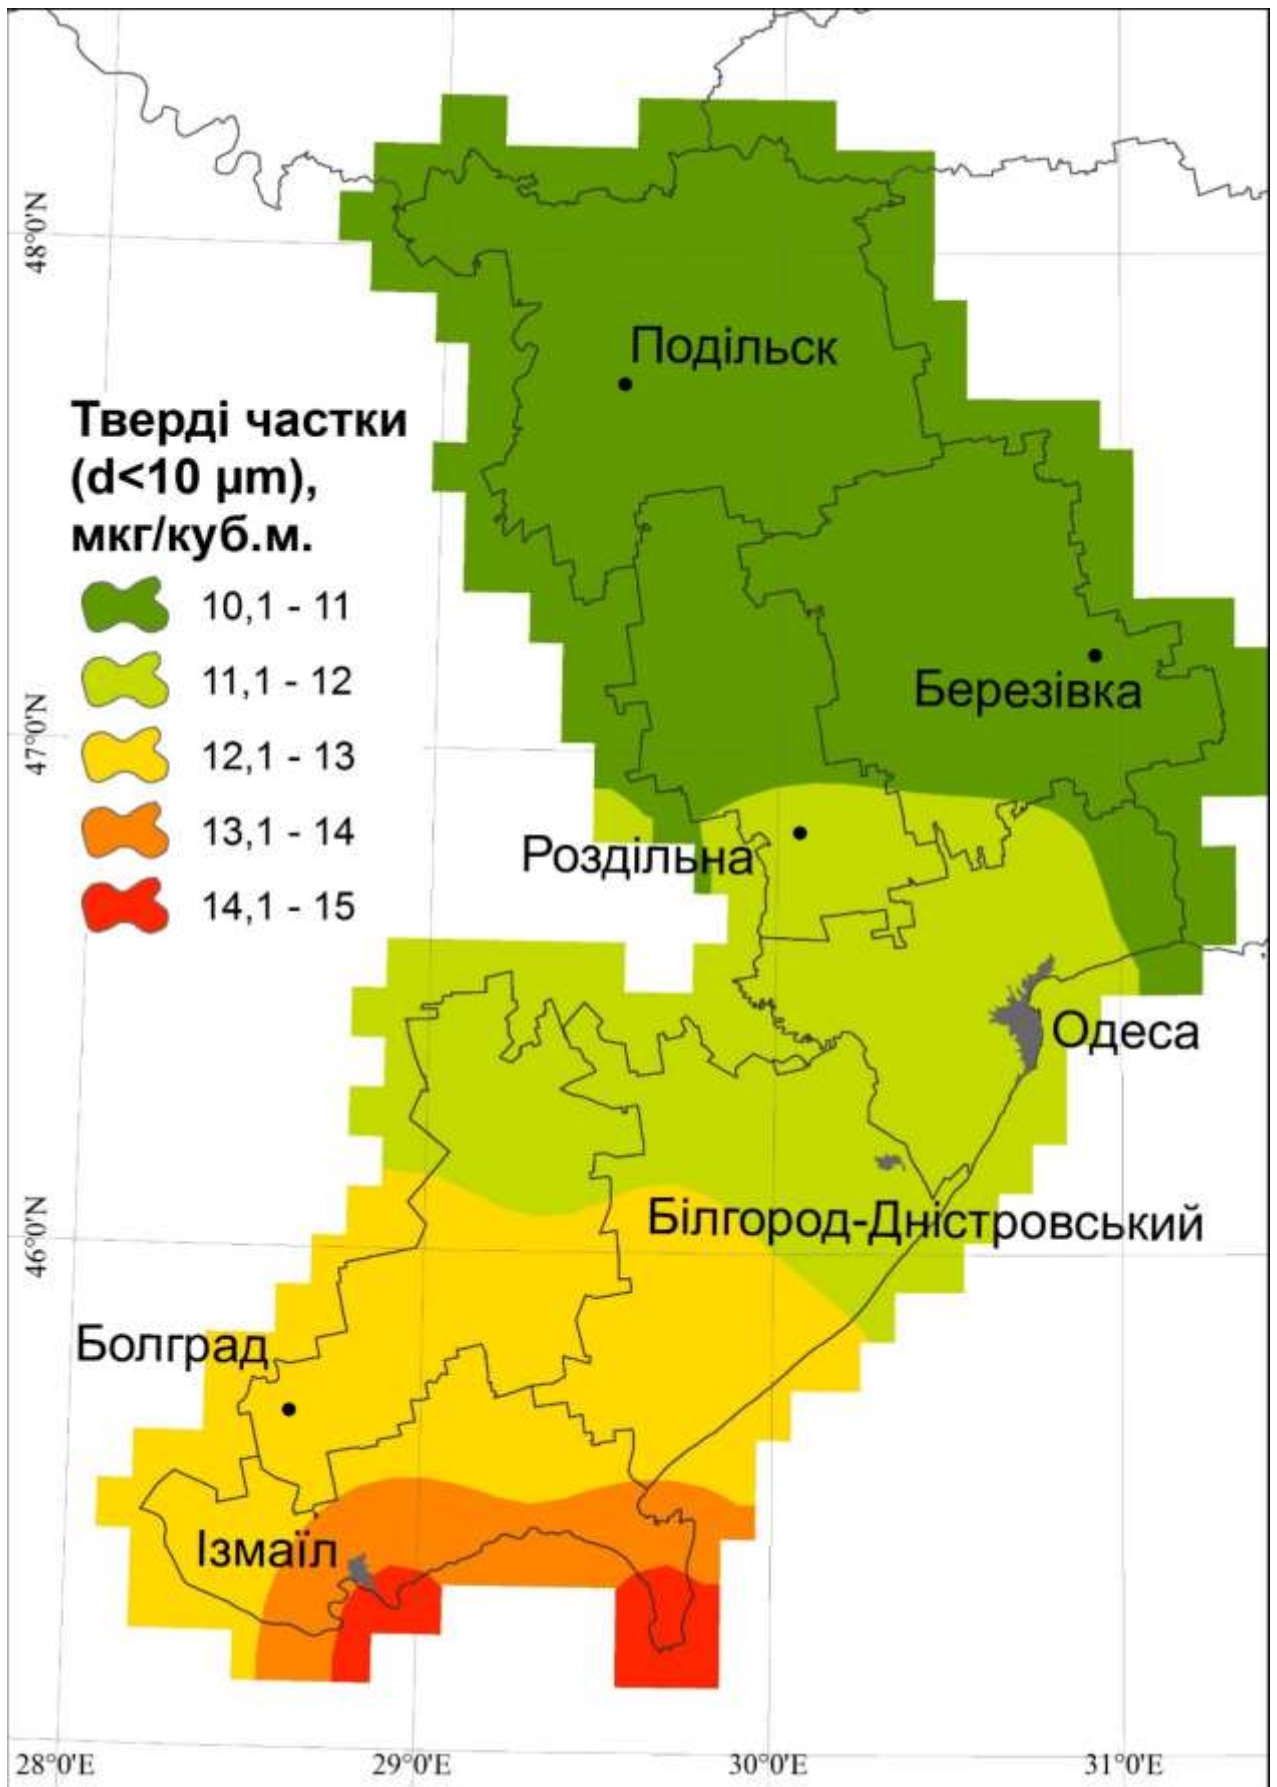 48°0'N
Подільск
Тверді частки
(d<10 µm),
мкг/куб.м.
10,1 - 11
11,1 - 12
12,1 - 13
13,1 - 14
14,1 - 15
Березівка
47°0'N
Роздільна
Одеса
Білгород-Дністровський
46°0'N
Болград
Ізмаїл
28°0'E
29°0'E
30°0'E
31°0'E